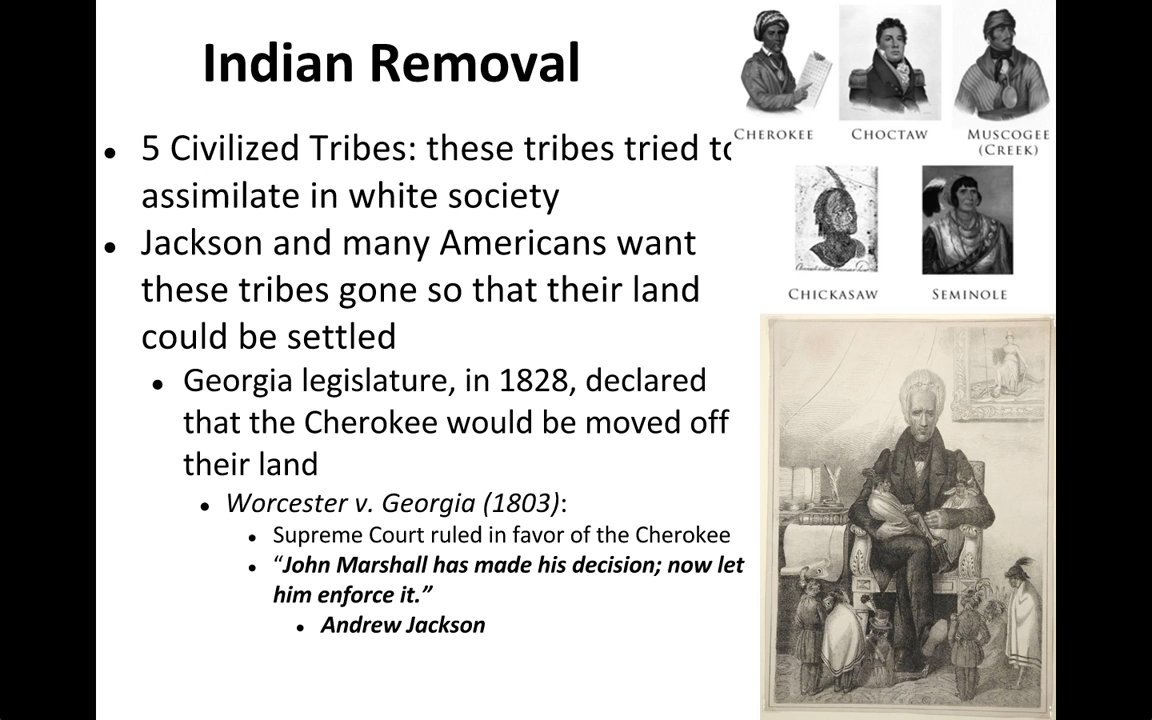 Indian Removal
• 5 Civilized Tribes: these tribes tried to
assimilate in white society
• Jackson and many Americans want
these tribes gone so that their land
could be settled
• Georgia legislature, in 1828, declared
that the Cherokee would be moved off
their land
• Worcester v. Georgia (1803):
• Supreme Court ruled in favor of the Cherokee
• “John Marshall has made his decision; now let
him enforce it.”
• Andrew Jackson
CHEROKEE
CHOCTAW
MUSCOGEE
(CREEK)
CHICKASAW
SEMINOLE